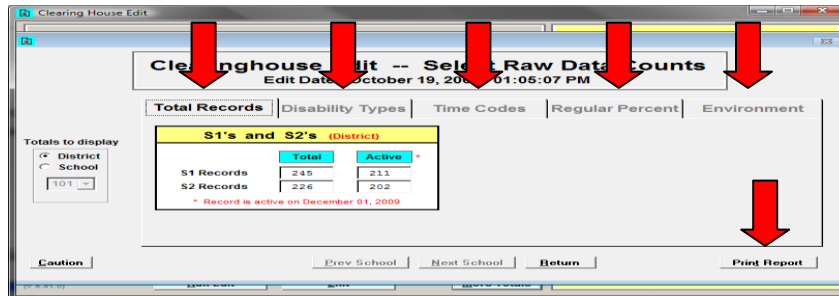 Clearing House Edit
Clearinghouse Edit -- Select Raw Data Counts
Edit Date: October 19, 01:05:07 PM
Total Records Disability Types Time Codes Regular Percent Environment
Totals to display
District
School
101
S1's and S2's (District)
Total Active *
S1 Records 245 211
S2 Records 226 202
* Record is active on December 01, 2009
Caution Prev School Next School Return Print Report